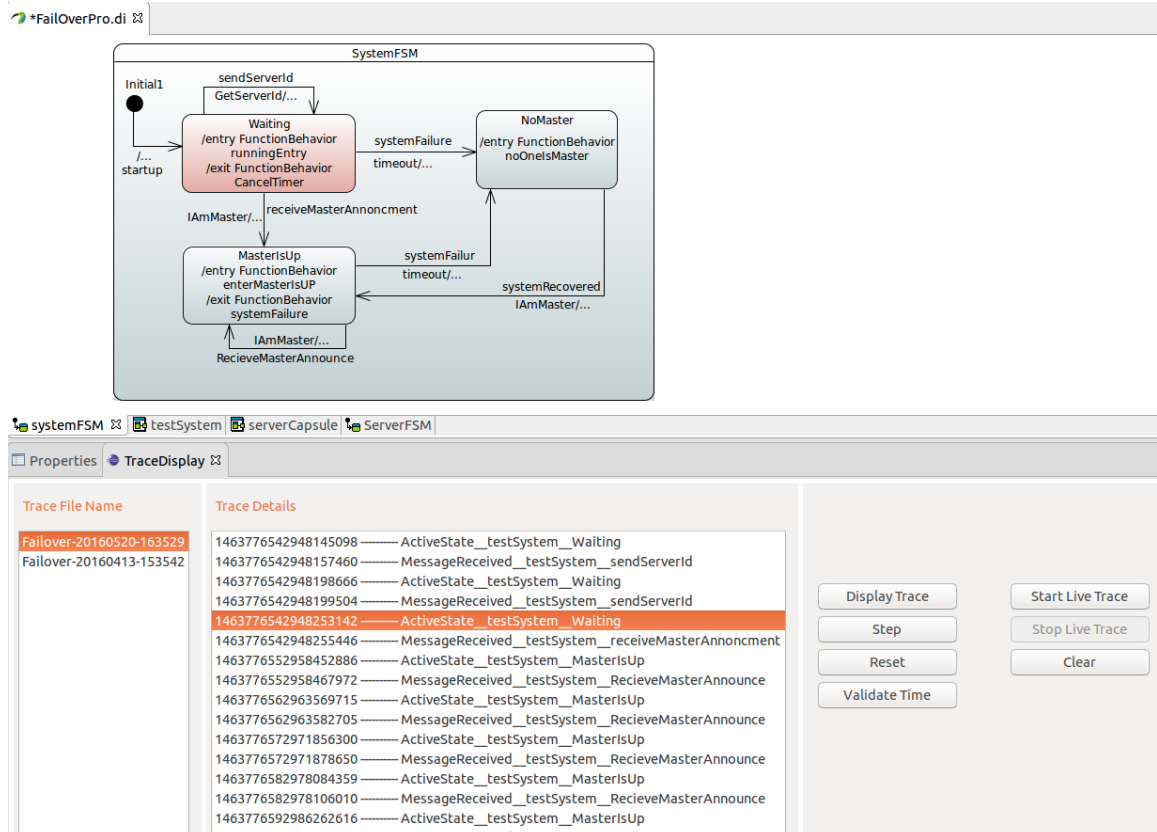 *FailOverPro.di
SystemFSM
Initial1
/...
startup
sendServerId
GetServerId/...
Waiting
/entry FunctionBehavior
runningEntry
/exit FunctionBehavior
CancelTimer
systemFailure
timeout/...
NoMaster
/entry FunctionBehavior
noOneIsMaster
IAmMaster/...
receiveMasterAnnoncment
MasterIsUp
/entry FunctionBehavior
enterMasterIsUP
/exit FunctionBehavior
systemFailure
systemFailur
timeout/...
systemRecovered
IAmMaster/...
IAmMaster/...
RecieveMasterAnnounce
systemFSM
testSystem
serverCapsule
ServerFSM
Properties
TraceDisplay
Trace File Name
Failover-20160520-163529
Failover-20160413-153542
Trace Details
1463776542948145098 ---------- ActiveState__testSystem__Waiting
1463776542948157460 ---------- MessageReceived__testSystem__sendServerId
1463776542948198666 ---------- ActiveState__testSystem__Waiting
1463776542948199504 ---------- MessageReceived__testSystem__sendServerId
1463776542948253142 ---------- ActiveState__testSystem__Waiting
1463776542948255446 ---------- MessageReceived__testSystem__receiveMasterAnnoncment
1463776552958452886 ---------- ActiveState__testSystem__MasterIsUp
1463776552958467972 ---------- MessageReceived__testSystem__RecieveMasterAnnounce
1463776562963569715 ---------- ActiveState__testSystem__MasterIsUp
1463776562963582705 ---------- MessageReceived__testSystem__RecieveMasterAnnounce
1463776572971856300 ---------- ActiveState__testSystem__MasterIsUp
1463776572971878650 ---------- MessageReceived__testSystem__RecieveMasterAnnounce
1463776582978084359 ---------- ActiveState__testSystem__MasterIsUp
1463776582978106010 ---------- MessageReceived__testSystem__RecieveMasterAnnounce
1463776592986262616 ---------- ActiveState__testSystem__MasterIsUp
Display Trace
Start Live Trace
Step
Stop Live Trace
Reset
Clear
Validate Time